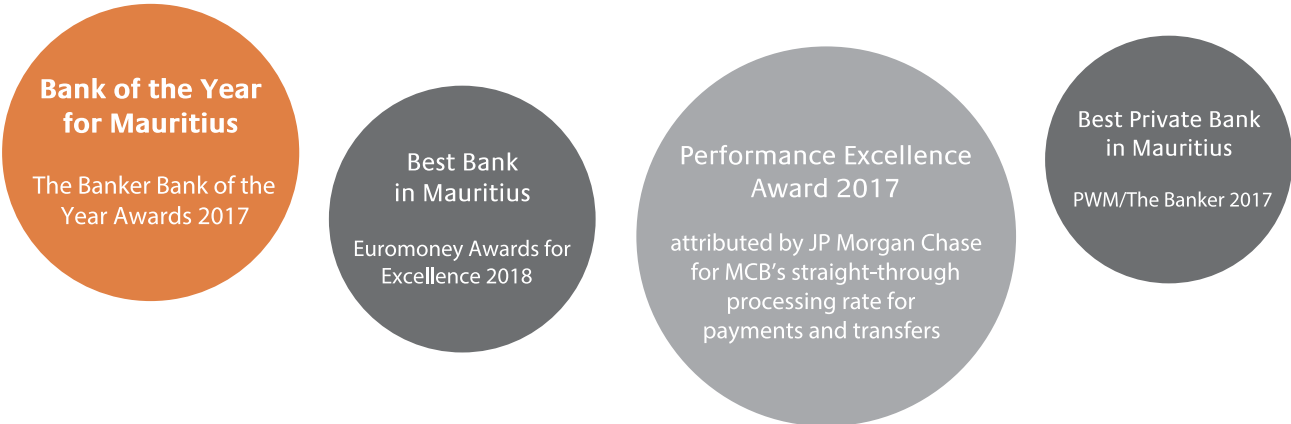 Bank of the Year
for Mauritius
The Banker Bank of the
Year Awards 2017
Best Bank
in Mauritius
Euromoney Awards for
Excellence 2018
Performance Excellence
Award 2017
attributed by JP Morgan Chase
for MCB's straight-through
processing rate for
payments and transfers
Best Private Bank
in Mauritius
PWM/The Banker 2017